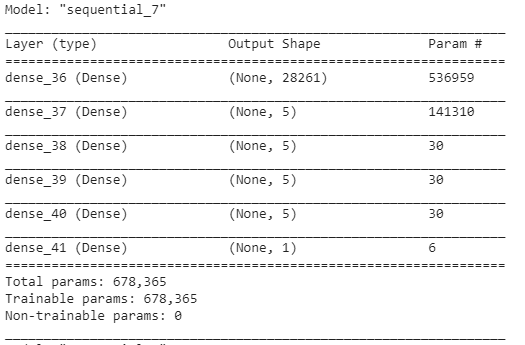 Model: "sequential_7"
Layer (type) Output Shape Param #
dense_36 (Dense) (None, 28261) 536959
dense_37 (Dense) (None, 5) 141310
dense_38 (Dense) (None, 5) 30
dense_39 (Dense) (None, 5) 30
dense_40 (Dense) (None, 5) 30
dense_41 (Dense) (None, 1) 6
Total params: 678,365
Trainable params: 678,365
Non-trainable params: 0